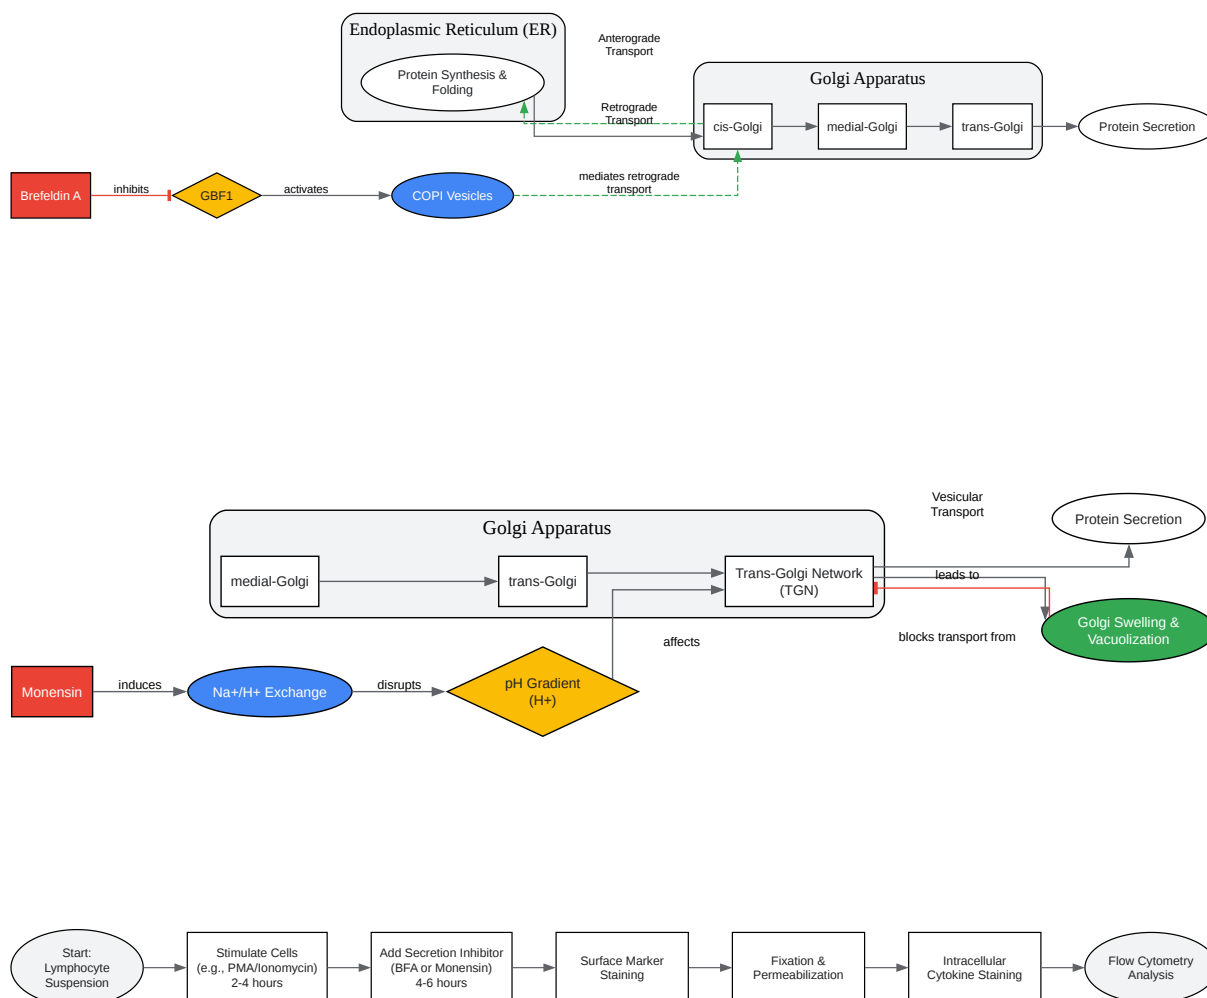 Endoplasmic Reticulum (ER)
Protein Synthesis &
Folding
Anterograde
Transport
Retrograde
Transport
Golgi Apparatus
cis-Golgi
medial-Golgi
trans-Golgi
Protein Secretion
Brefeldin A
inhibits
GBF1
activates
COPI Vesicles
mediates retrograde
transport
Vesicular
Transport
Protein Secretion
Golgi Apparatus
medial-Golgi
trans-Golgi
Trans-Golgi Network
(TGN)
leads to
Golgi Swelling &
Vacuolization
affects
blocks transport from
Monensin
induces
Na+/H+ Exchange
disrupts
pH Gradient
(H+)
Start:
Lymphocyte
Suspension
Stimulate Cells
(e.g., PMA/Ionomycin)
2-4 hours
Add Secretion Inhibitor
(BFA or Monensin)
4-6 hours
Surface Marker
Staining
Fixation &
Permeabilization
Intracellular
Cytokine Staining
Flow Cytometry
Analysis